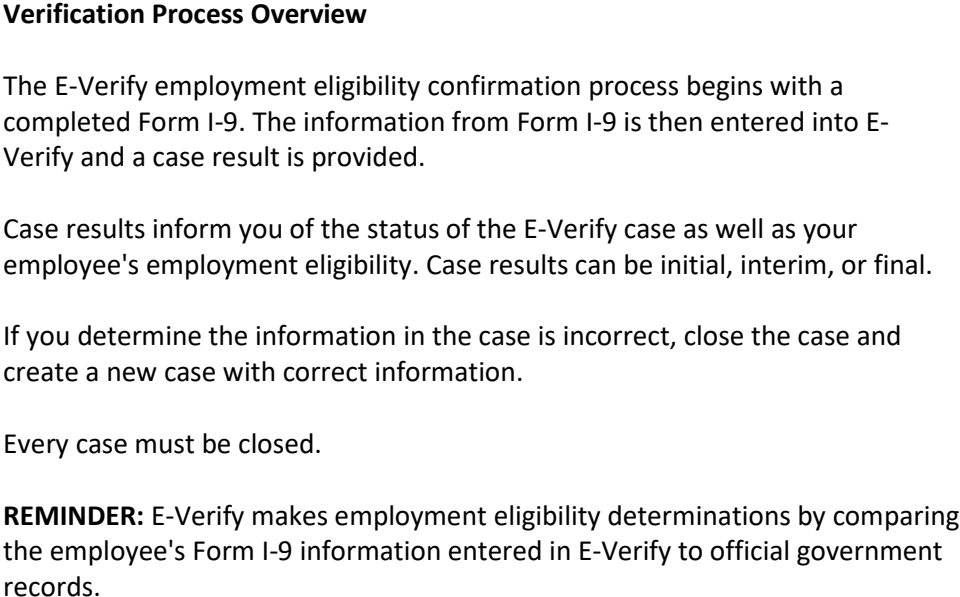 Verification Process Overview
The E-Verify employment eligibility confirmation process begins with a
completed Form I-9. The information from Form I-9 is then entered into E-
Verify and a case result is provided.
Case results inform you of the status of the E-Verify case as well as your
employee's employment eligibility. Case results can be initial, interim, or final.
If you determine the information in the case is incorrect, close the case and
create a new case with correct information.
Every case must be closed.
REMINDER: E-Verify makes employment eligibility determinations by comparing
the employee's Form I-9 information entered in E-Verify to official government
records.